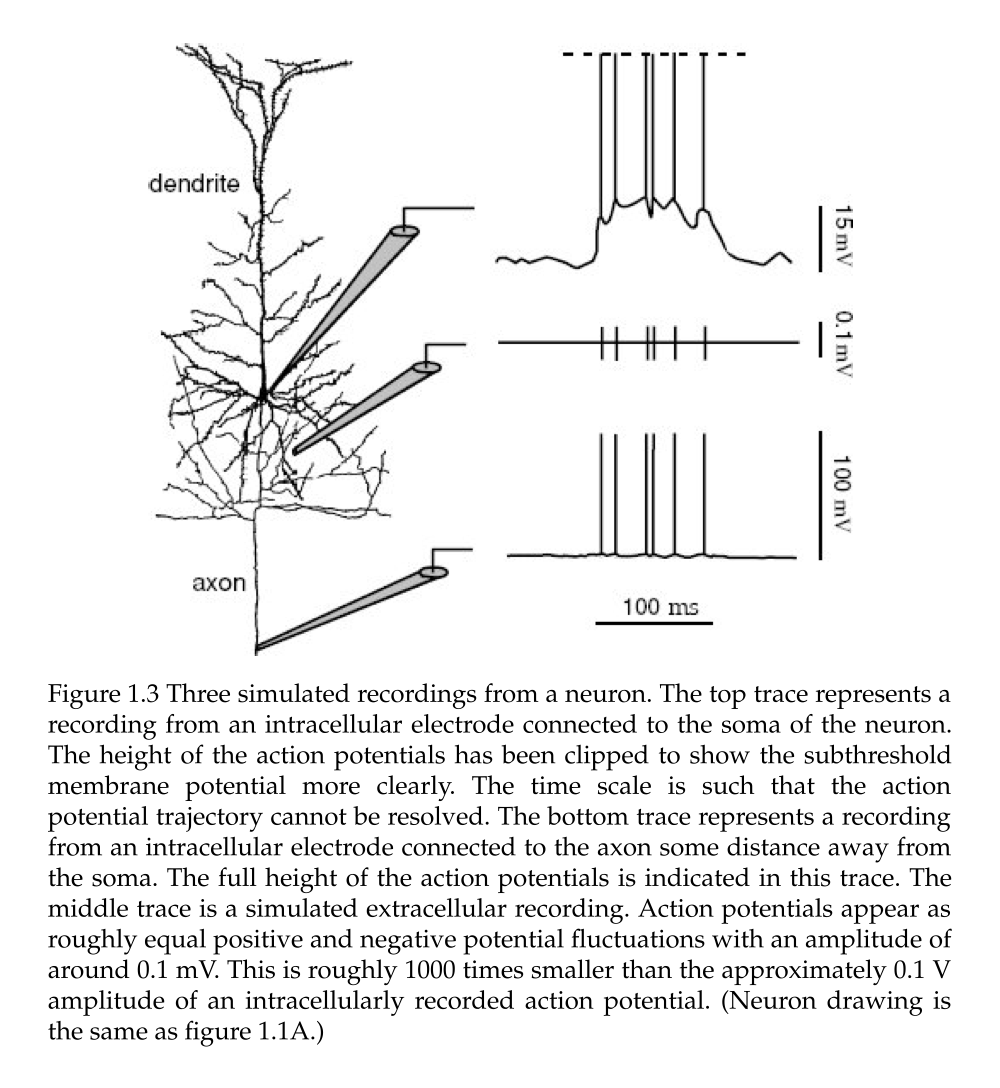 dendrite
15 mV
0.1 mV
100 mV
axon
100 ms
Figure 1.3 Three simulated recordings from a neuron. The top trace represents a
recording from an intracellular electrode connected to the soma of the neuron.
The height of the action potentials has been clipped to show the subthreshold
membrane potential more clearly. The time scale is such that the action
potential trajectory cannot be resolved. The bottom trace represents a recording
from an intracellular electrode connected to the axon some distance away from
the soma. The full height of the action potentials is indicated in this trace. The
middle trace is a simulated extracellular recording. Action potentials appear as
roughly equal positive and negative potential fluctuations with an amplitude of
around 0.1 mV. This is roughly 1000 times smaller than the approximately 0.1 V
amplitude of an intracellularly recorded action potential. (Neuron drawing is
the same as figure 1.1A.)